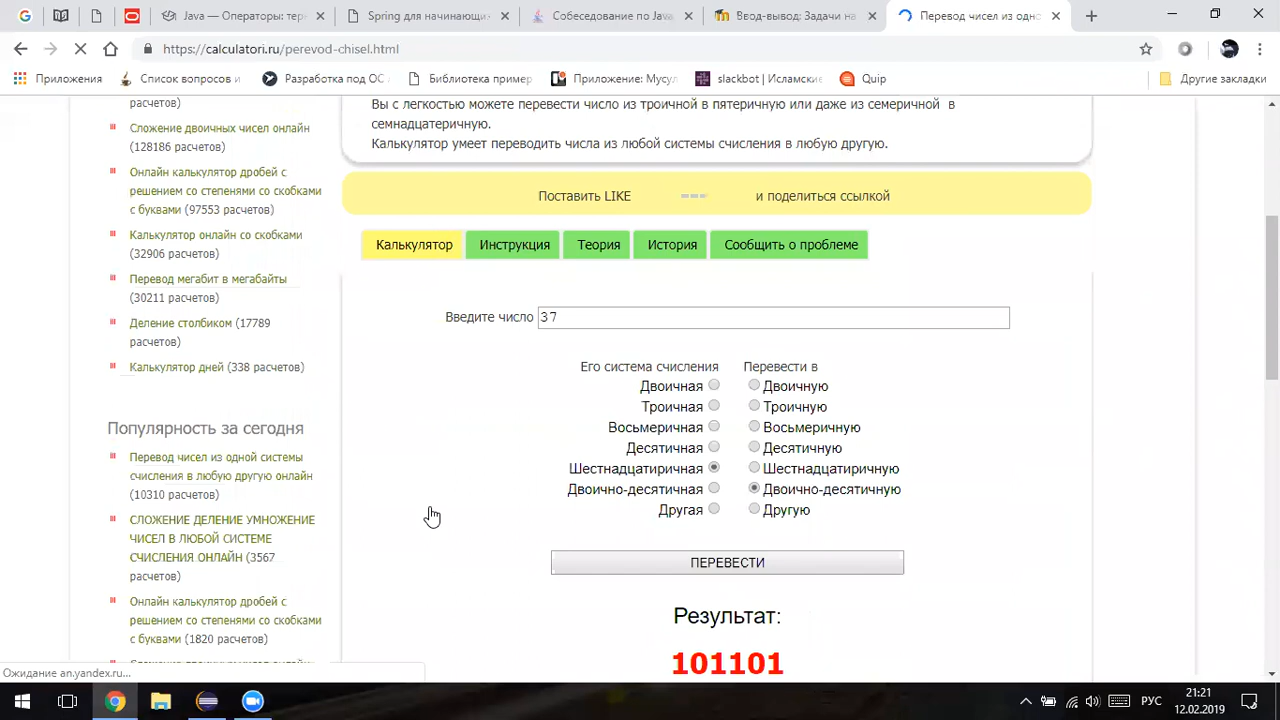 Java — Операторы: тер
Spring для начинающи
Собеседование по Java
Ввод-вывод: Задачи на
Перевод чисел из одно
https://calculatori.ru/perevod-chisel.html
Приложения
Список вопросов и
Разработка под ОС
Библиотека пример
Приложение: Мусул
slackbot | Исламские
Quip
Другие закладки
расчетов)
Сложение двоичных чисел онлайн
(128186 расчетов)
Онлайн калькулятор дробей с
решением со степенями со скобками
с буквами (97553 расчетов)
Калькулятор онлайн со скобками
(32906 расчетов)
Перевод мегабит в мегабайты
(30211 расчетов)
Деление столбиком (17789
расчетов)
Калькулятор дней (338 расчетов)
Популярность за сегодня
Перевод чисел из одной системы
счисления в любую другую онлайн
(10310 расчетов)
СЛОЖЕНИЕ ДЕЛЕНИЕ УМНОЖЕНИЕ
ЧИСЕЛ В ЛЮБОЙ СИСТЕМЕ
СЧИСЛЕНИЯ ОНЛАЙН (3567
расчетов)
Онлайн калькулятор дробей с
решением со степенями со скобками
с буквами (1820 расчетов)
Вы с легкостью можете перевести число из троичной в пятеричную или даже из семеричной в
семнадцатеричную.
Калькулятор умеет переводить числа из любой системы счисления в любую другую.
Поставить LIKE и поделиться ссылкой
Калькулятор Инструкция Теория История Сообщить о проблеме
Введите число 37
Его система счисления Перевести в
Двоичная Двоичную
Троичная Троичную
Восьмеричная Восьмеричную
Десятичная Десятичную
Шестнадцатиричная Шестнадцатиричную
Двоично-десятичная Двоично-десятичную
Другая Другую
ПЕРЕВЕСТИ
Результат:
101101
Ожидание an.yandex.ru...
РУС
21:21
12.02.2019